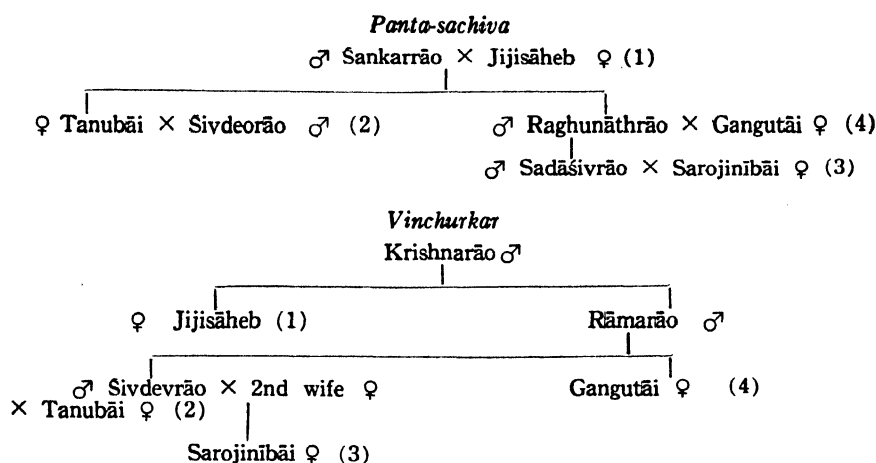 Panta-sachiva
♂ Śankarrāo × Jijisāheb ♀ (1)
♀ Tanubāi × Śivdeorāo ♂ (2) ♂ Raghunāthrāo × Gangutāi ♀ (4)
♂ Sadāśivrāo × Sarojinībāi ♀ (3)
Vinchurkar
Krishnarāo ♂
♀ Jijisāheb (1) Rāmarāo ♂
♂ Śivdevrāo × 2nd wife ♀ Gangutāi ♀ (4)
× Tanubāi ♀ (2)
Sarojinībāi ♀ (3)